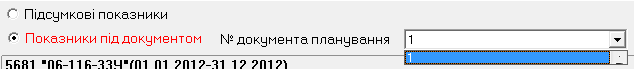 Підсумкові показники
Показники під документом № документа планування 1
1
5681 "06-116-33Ч"(01.01.2012-31.12.2012)